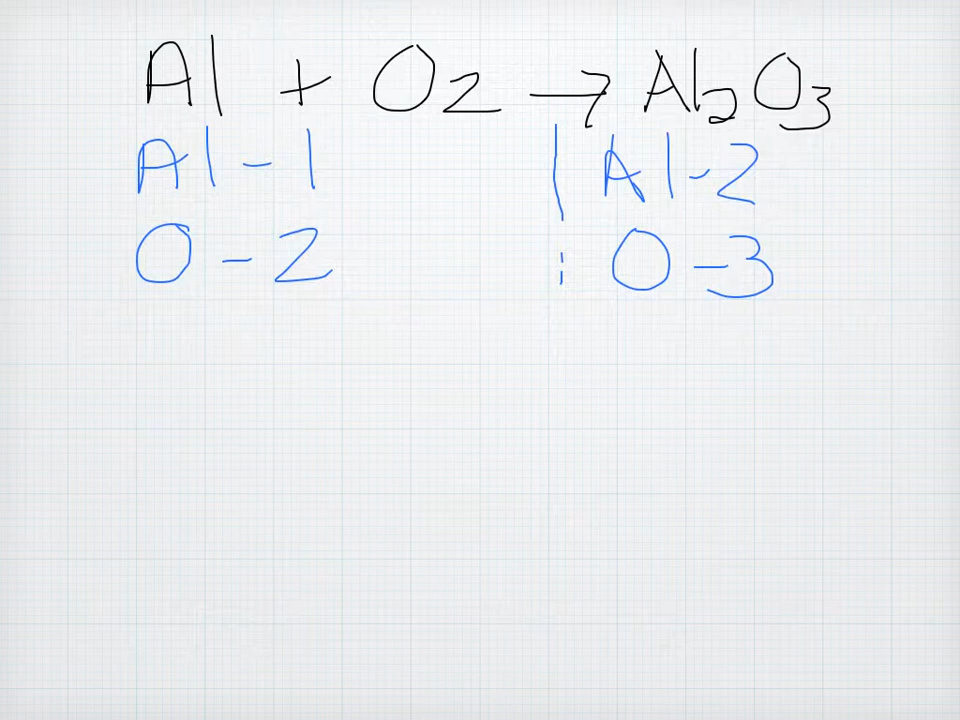 Al + O2 → Al2O3
Al - 1 | Al - 2
O - 2 ¦ O - 3